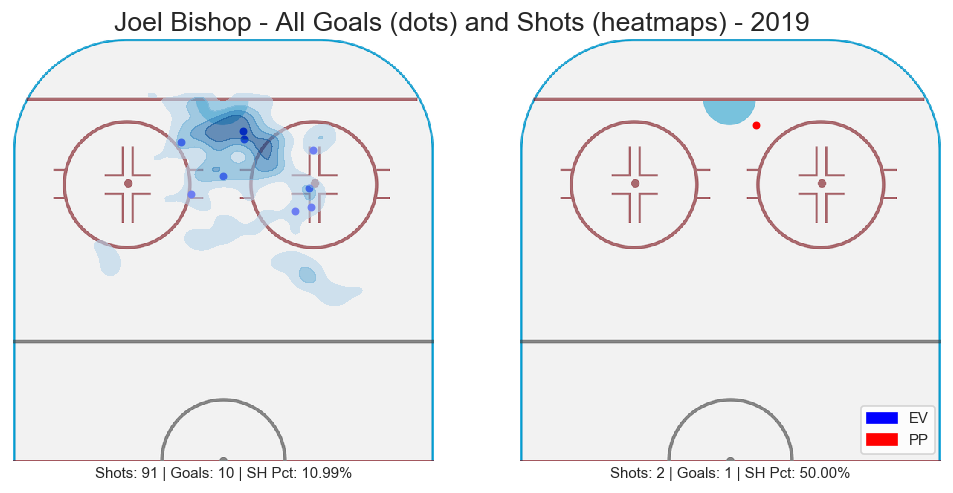 Joel Bishop - All Goals (dots) and Shots (heatmaps) - 2019
EV
PP
Shots: 91 | Goals: 10 | SH Pct: 10.99%
Shots: 2 | Goals: 1 | SH Pct: 50.00%